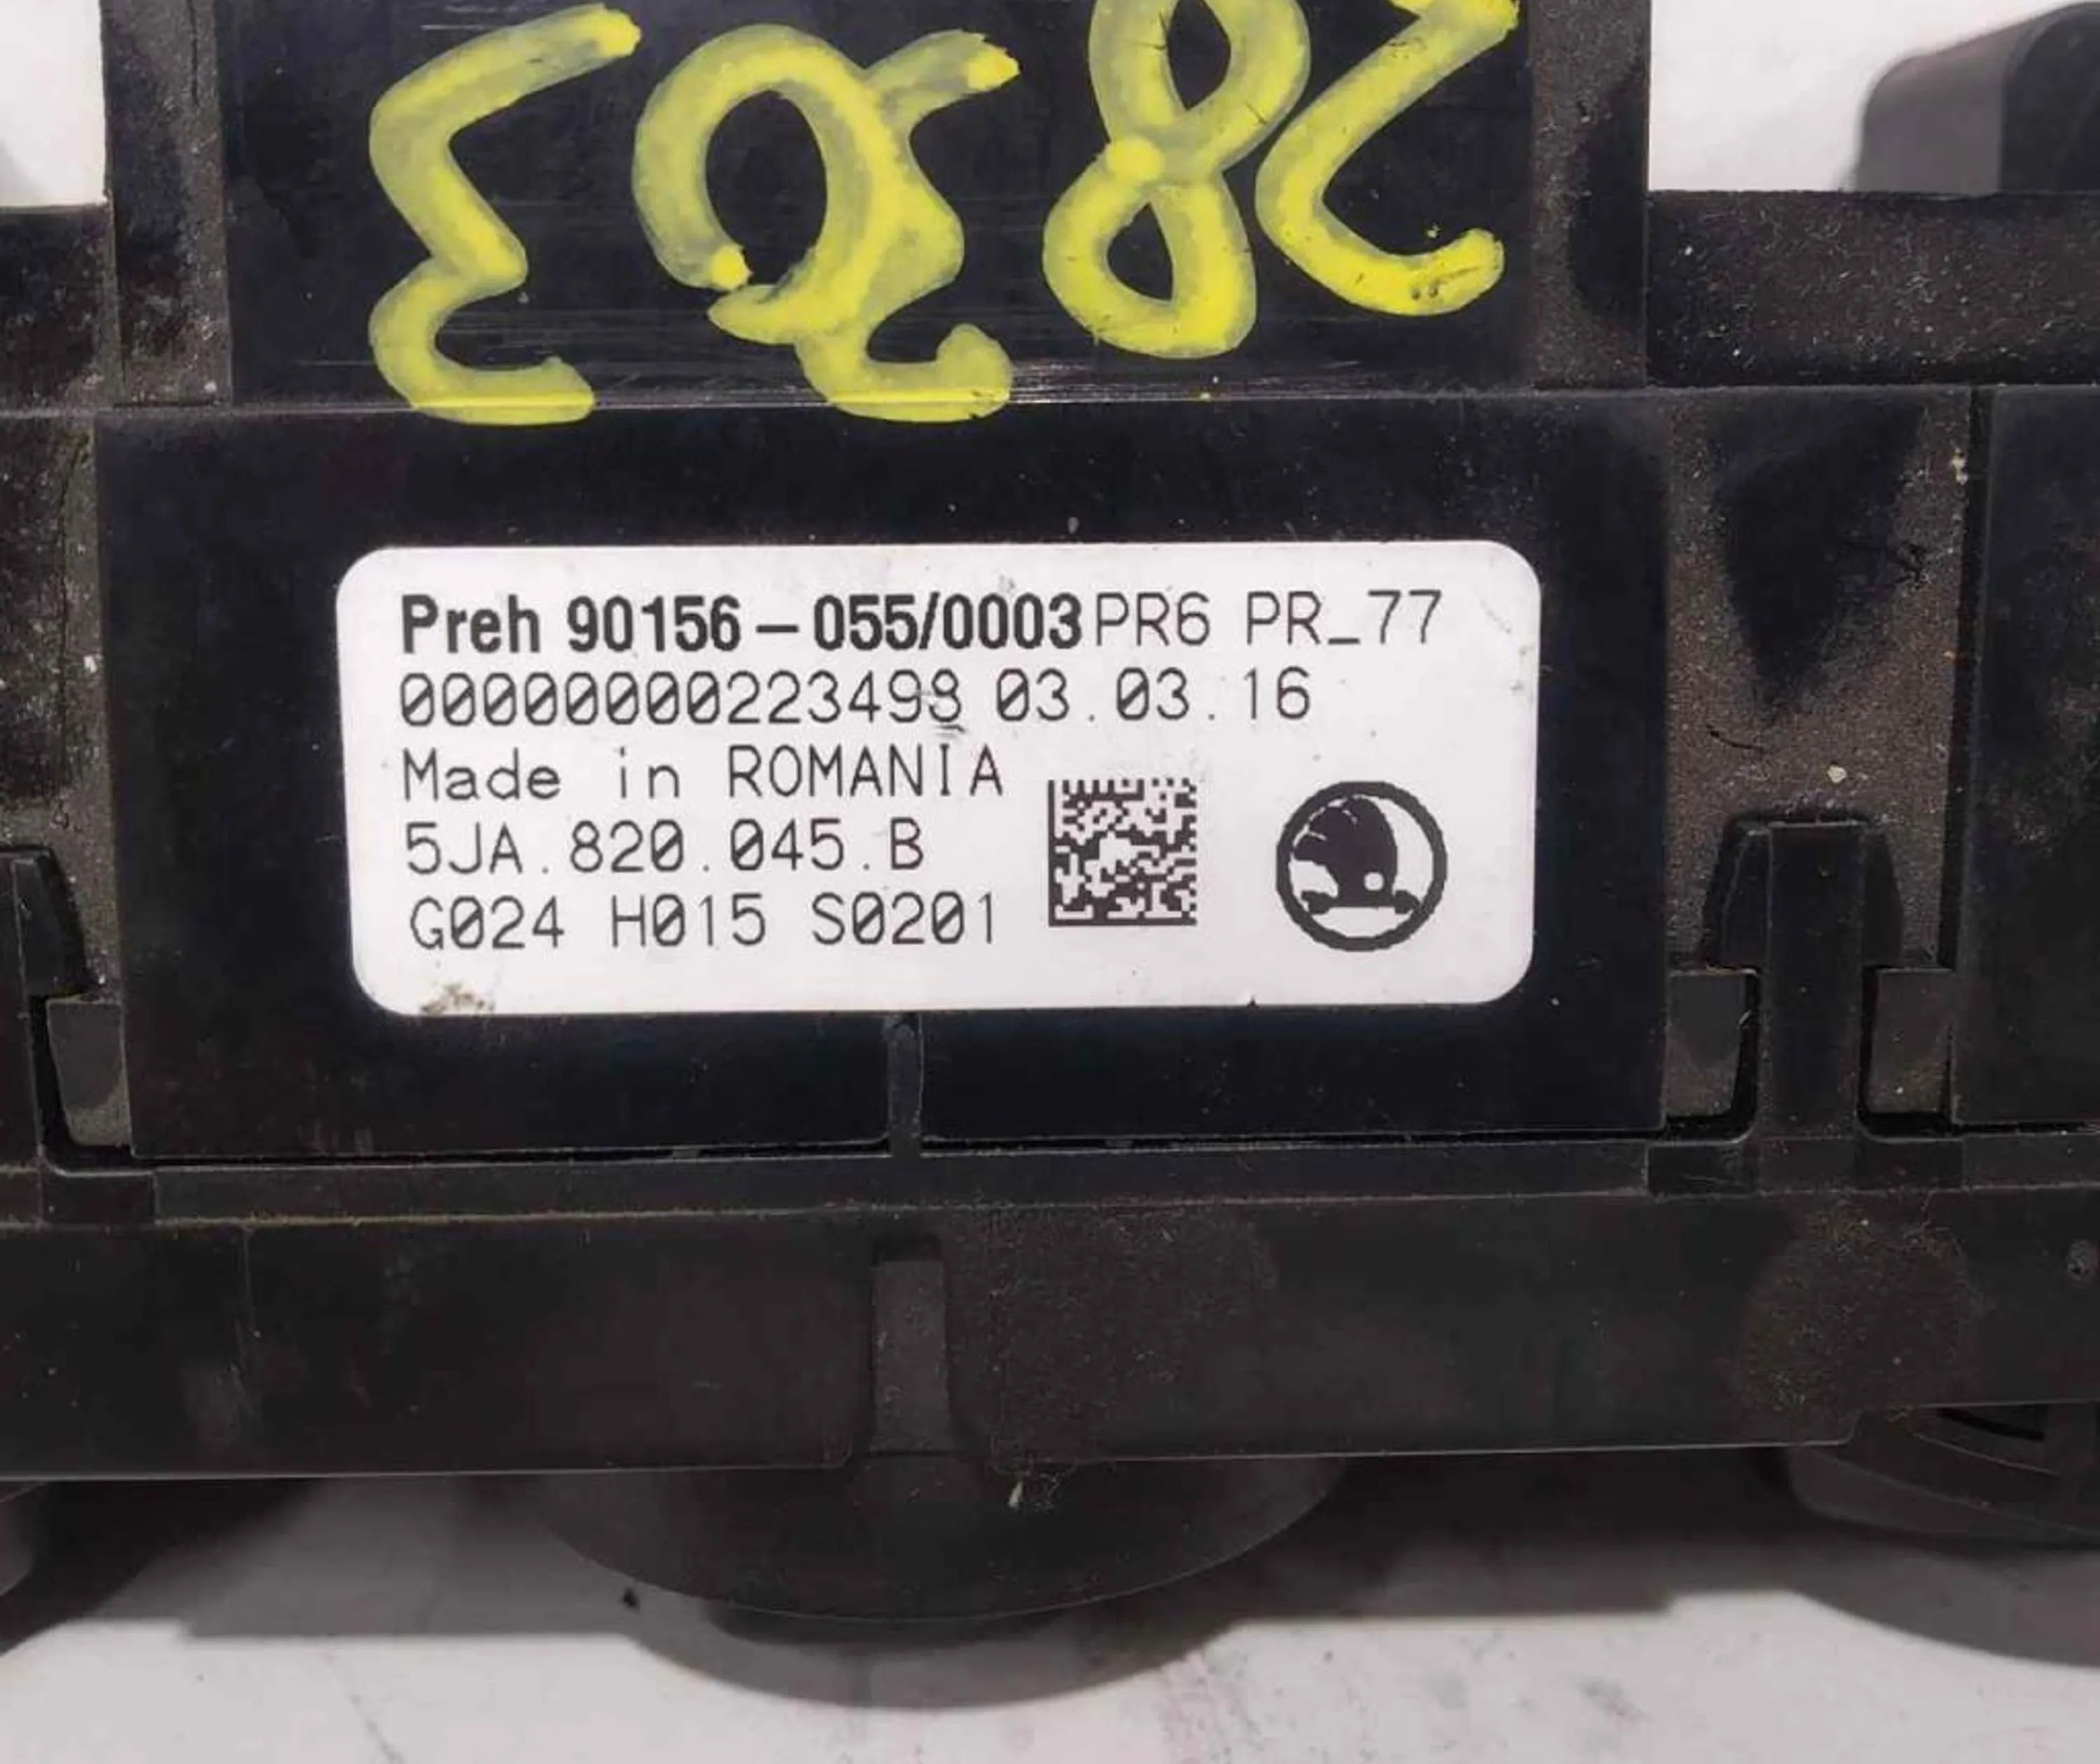 Preh 90156-055/0003 PR6 PR_77
00000000223498 03.03.16
Made in ROMANIA
5JA.820.045.B
G024 H015 S0201